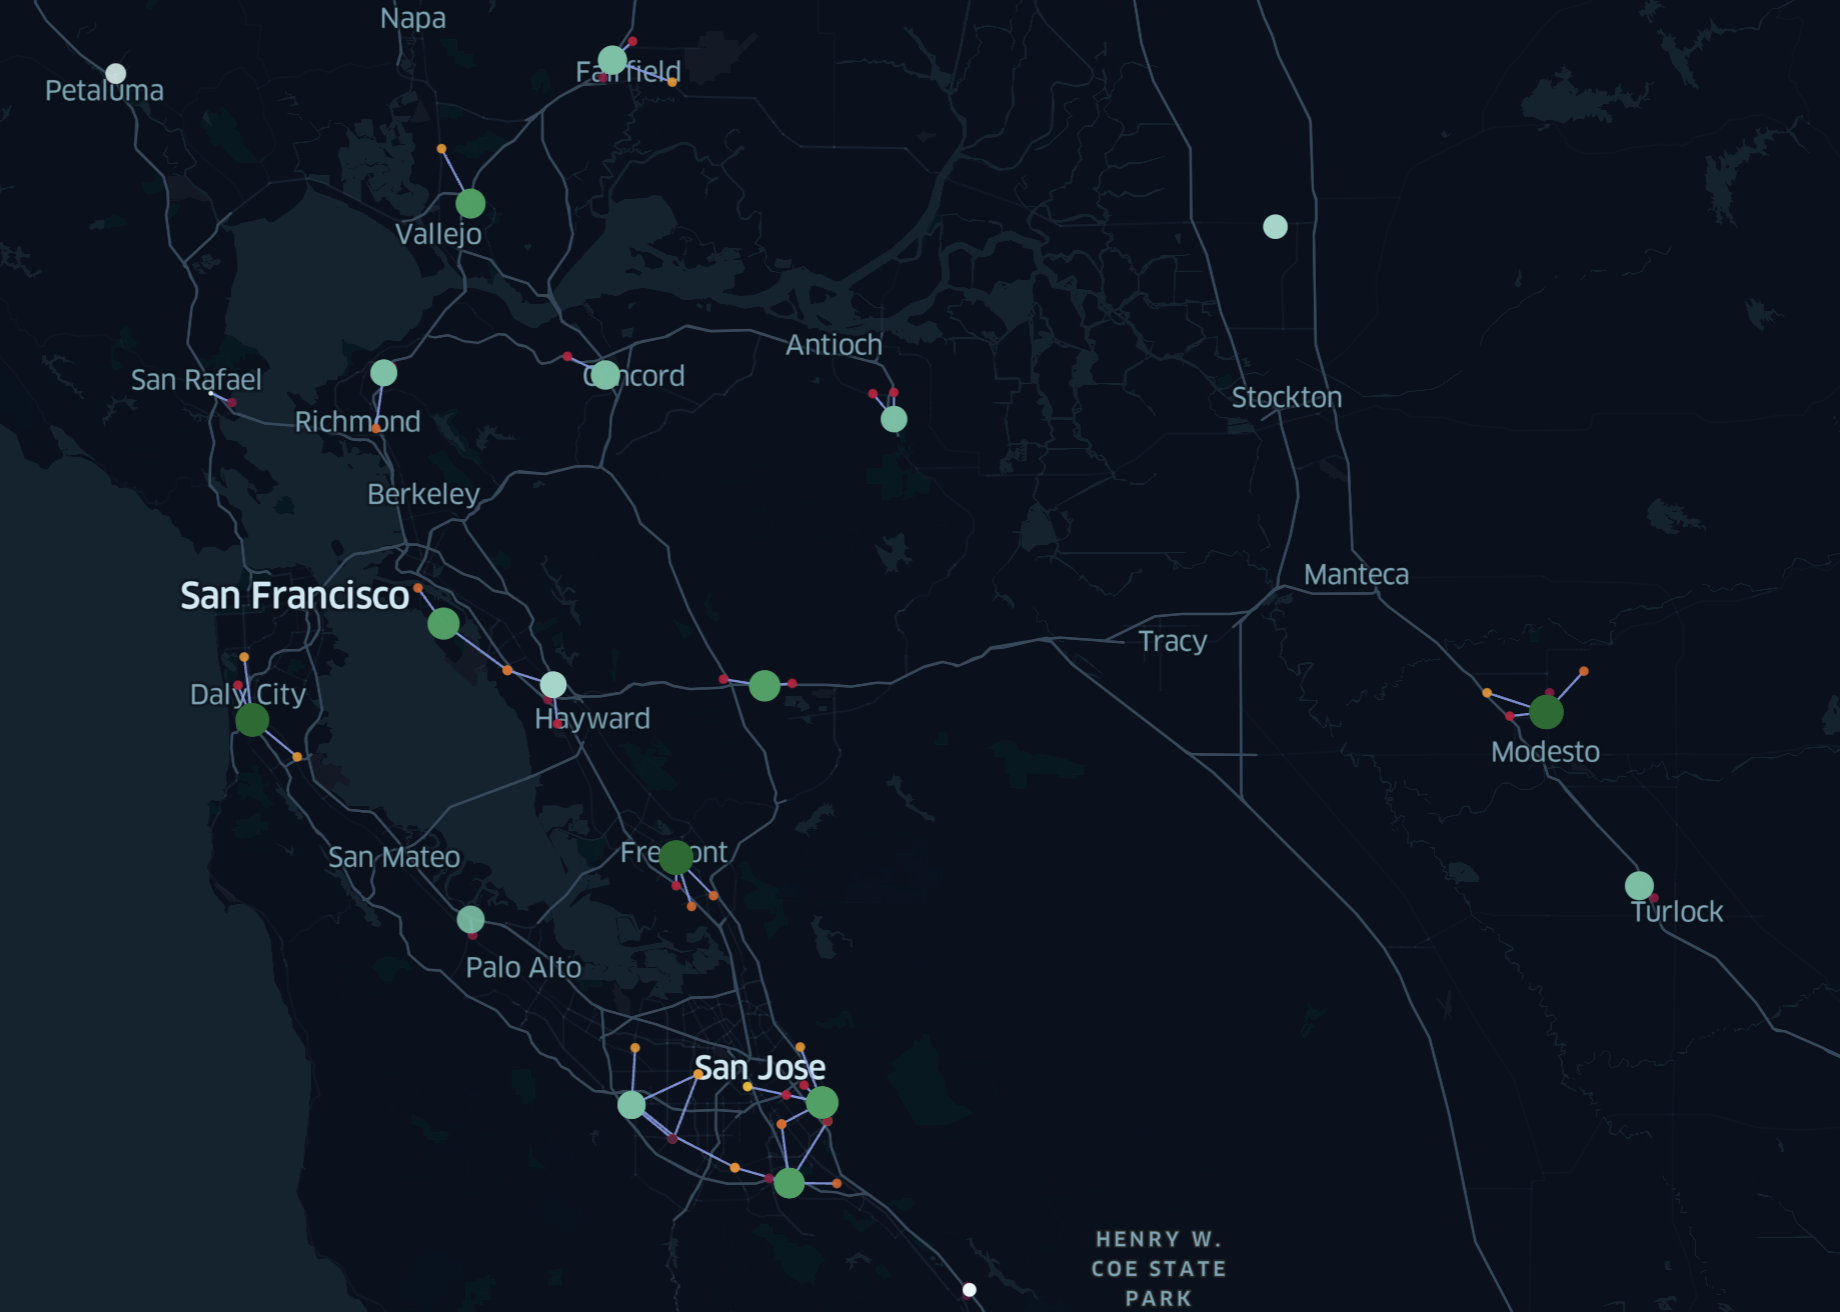 Napa
Fairfield
Petaluma
Vallejo
Antioch
San Rafael
Concord
Stockton
Richmond
Berkeley
Manteca
San Francisco
Tracy
Daly City
Hayward
Modesto
San Mateo
Fremont
Turlock
Palo Alto
San Jose
HENRY W.
COE STATE
PARK